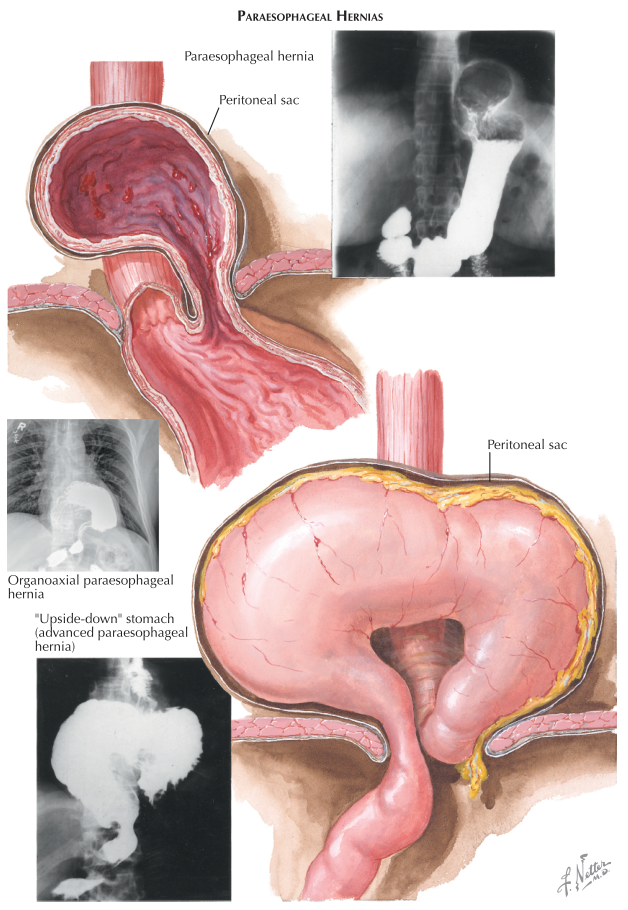 PARAESOPHAGEAL HERNIAS
Paraesophageal hernia
Peritoneal sac
R
Peritoneal sac
Organoaxial paraesophageal
hernia
"Upside-down" stomach
(advanced paraesophageal
hernia)
F. Netter
M.D.